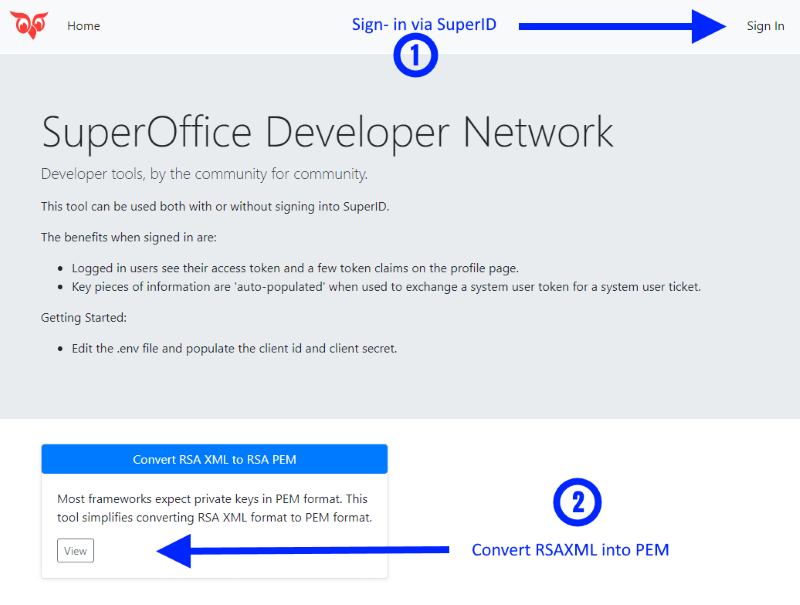 Home
Sign- in via SuperID
Sign In
1
SuperOffice Developer Network
Developer tools, by the community for community.
This tool can be used both with or without signing into SuperID.
The benefits when signed in are:
Logged in users see their access token and a few token claims on the profile page.
Key pieces of information are 'auto-populated' when used to exchange a system user token for a system user ticket.
Getting Started:
Edit the .env file and populate the client id and client secret.
Convert RSA XML to RSA PEM
Most frameworks expect private keys in PEM format. This
tool simplifies converting RSA XML format to PEM format.
View
2
Convert RSAXML into PEM